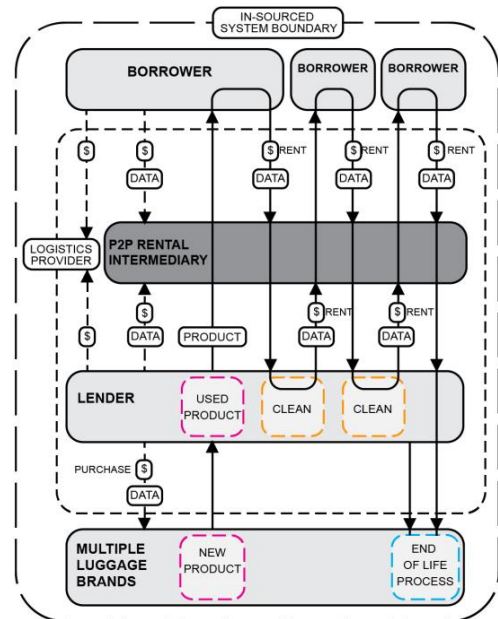 IN-SOURCED
SYSTEM BOUNDARY
BORROWER
BORROWER
BORROWER
$
$
$ RENT
$ RENT
$ RENT
DATA
DATA
DATA
DATA
LOGISTICS
PROVIDER
P2P RENTAL
INTERMEDIARY
$
$
PRODUCT
$ RENT
$ RENT
DATA
DATA
DATA
LENDER
USED
PRODUCT
CLEAN
CLEAN
PURCHASE $
DATA
MULTIPLE
LUGGAGE
BRANDS
NEW
PRODUCT
END
OF LIFE
PROCESS